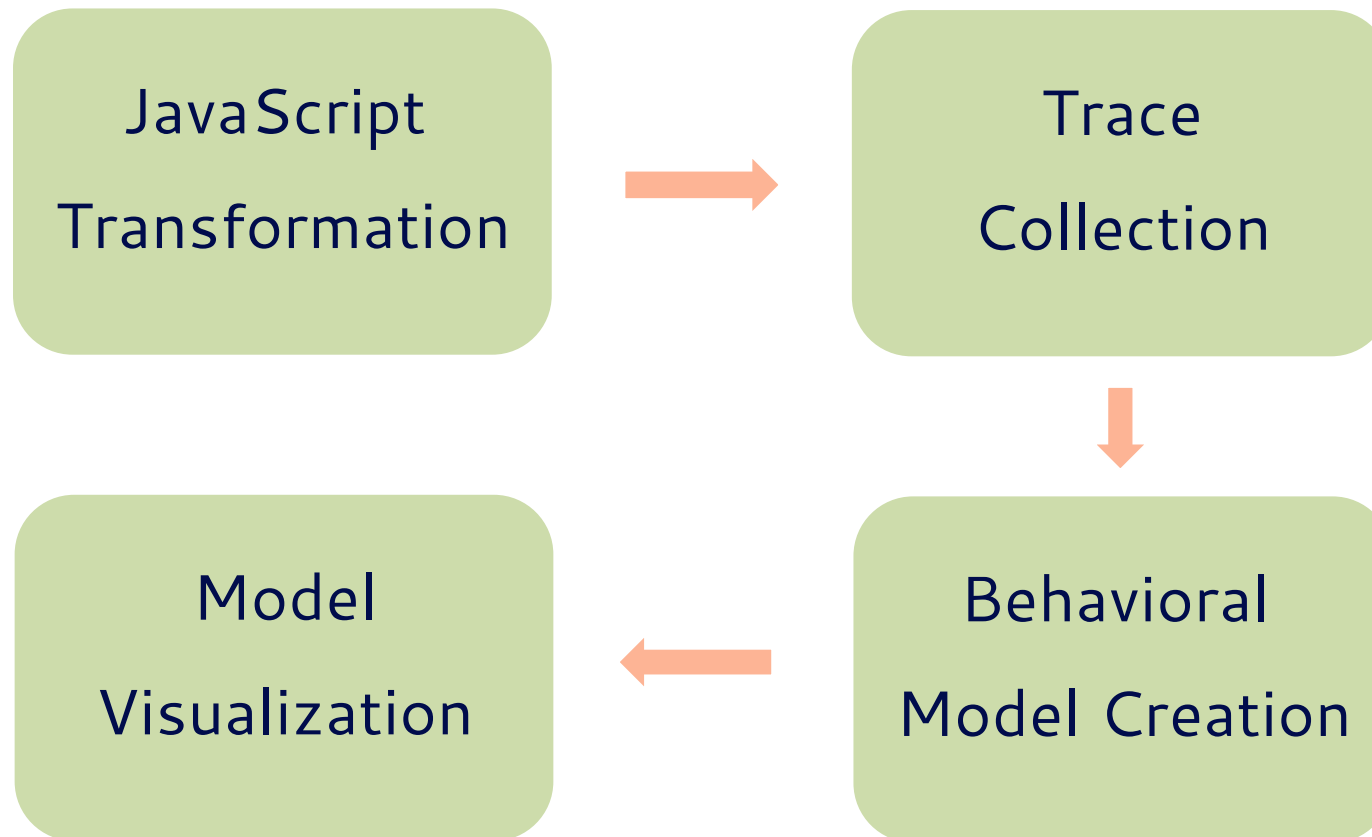 JavaScript
Transformation
Trace
Collection
Behavioral
Model Creation
Model
Visualization